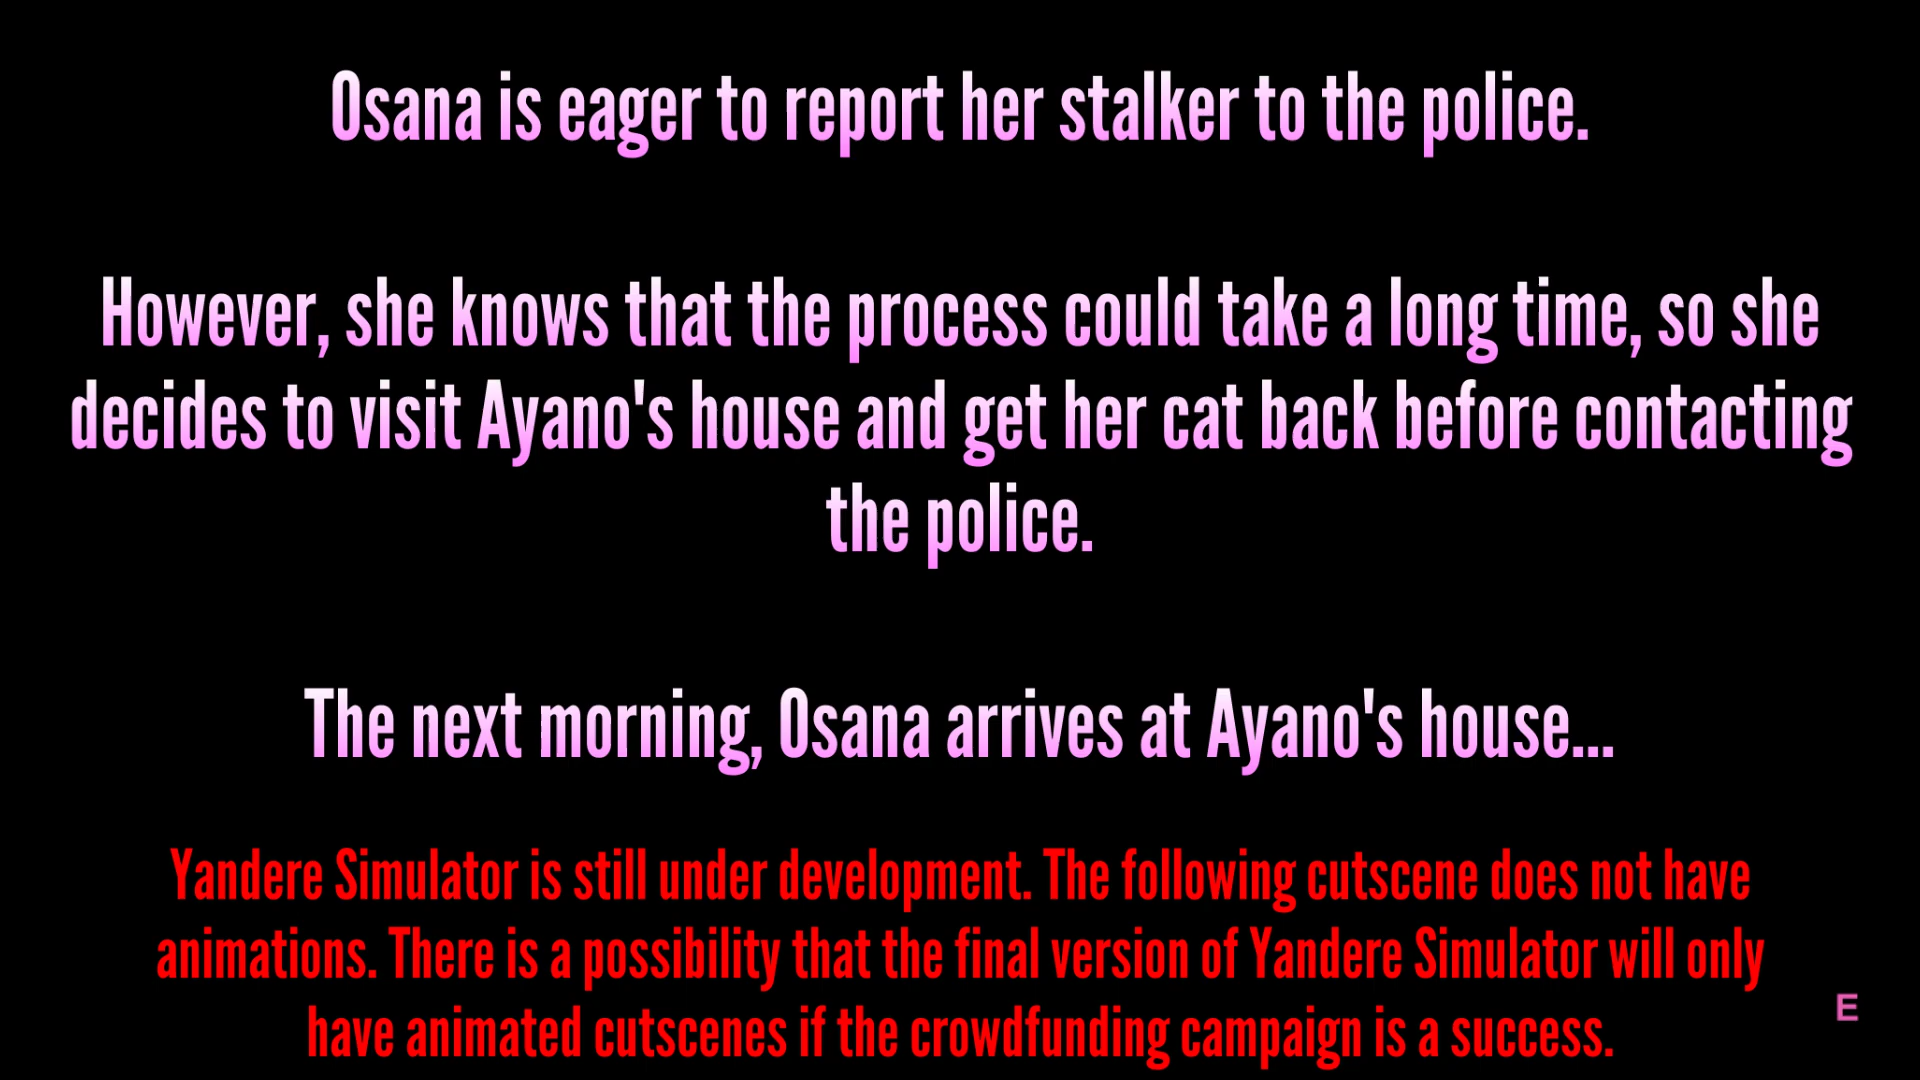 Osana is eager to report her stalker to the police.
However, she knows that the process could take a long time, so she
decides to visit Ayano's house and get her cat back before contacting
the police.
The next morning, Osana arrives at Ayano's house...
Yandere Simulator is still under development. The following cutscene does not have
animations. There is a possibility that the final version of Yandere Simulator will only
have animated cutscenes if the crowdfunding campaign is a success.
E